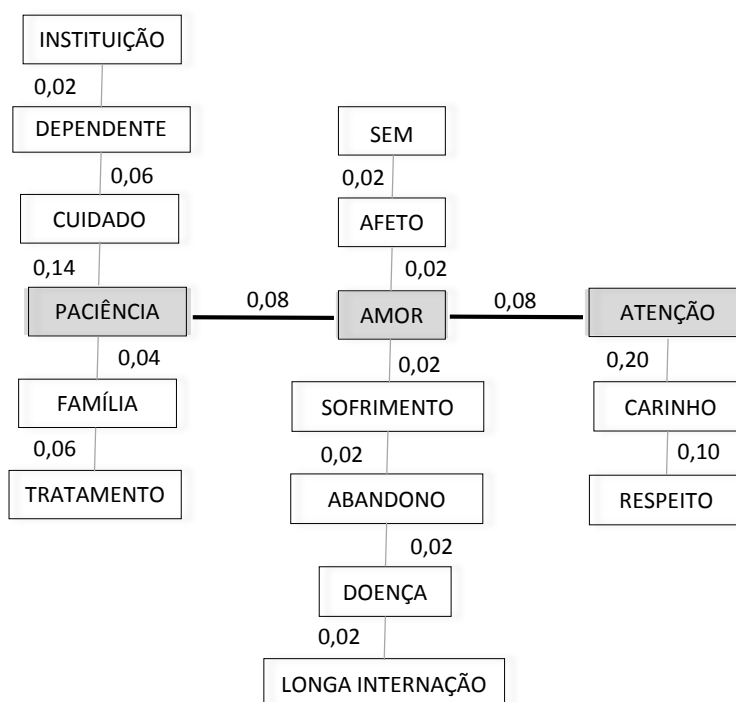 INSTITUIÇÃO
0,02
DEPENDENTE
0,06
CUIDADO
0,14
PACIÊNCIA
0,04
FAMÍLIA
0,06
TRATAMENTO
0,08
SEM
0,02
AFETO
0,02
AMOR
0,02
SOFRIMENTO
0,02
ABANDONO
0,02
DOENÇA
0,02
LONGA INTERNAÇÃO
0,08
ATENÇÃO
0,20
CARINHO
0,10
RESPEITO